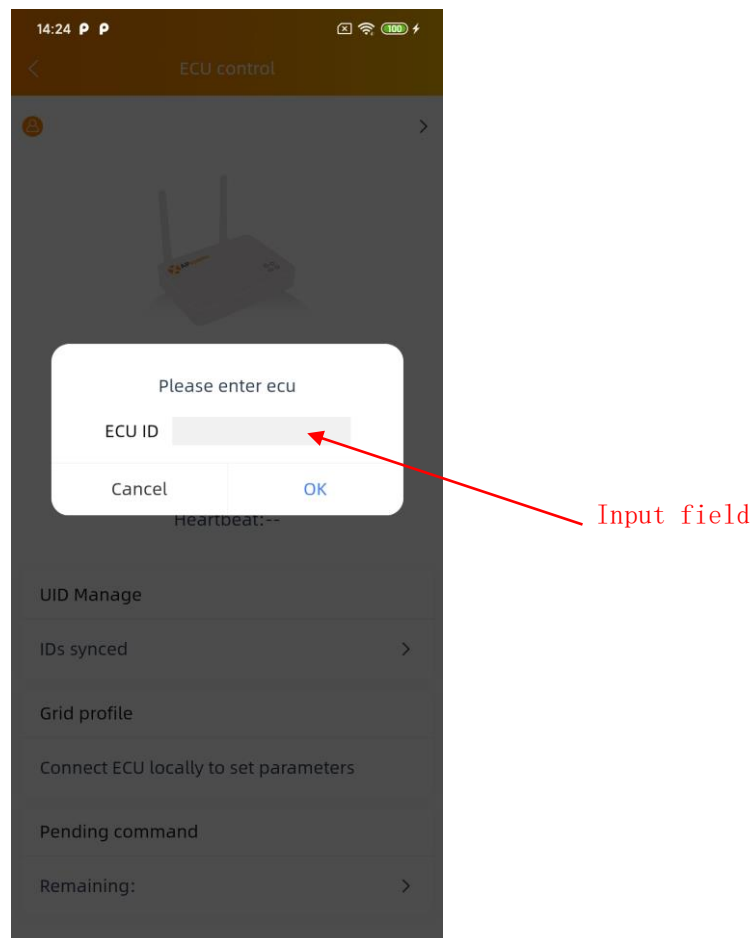 14:24
100
ECU control
Please enter ecu
ECU ID
Cancel OK
Input field
Heartbeat:--
UID Manage
IDs synced
Grid profile
Connect ECU locally to set parameters
Pending command
Remaining: